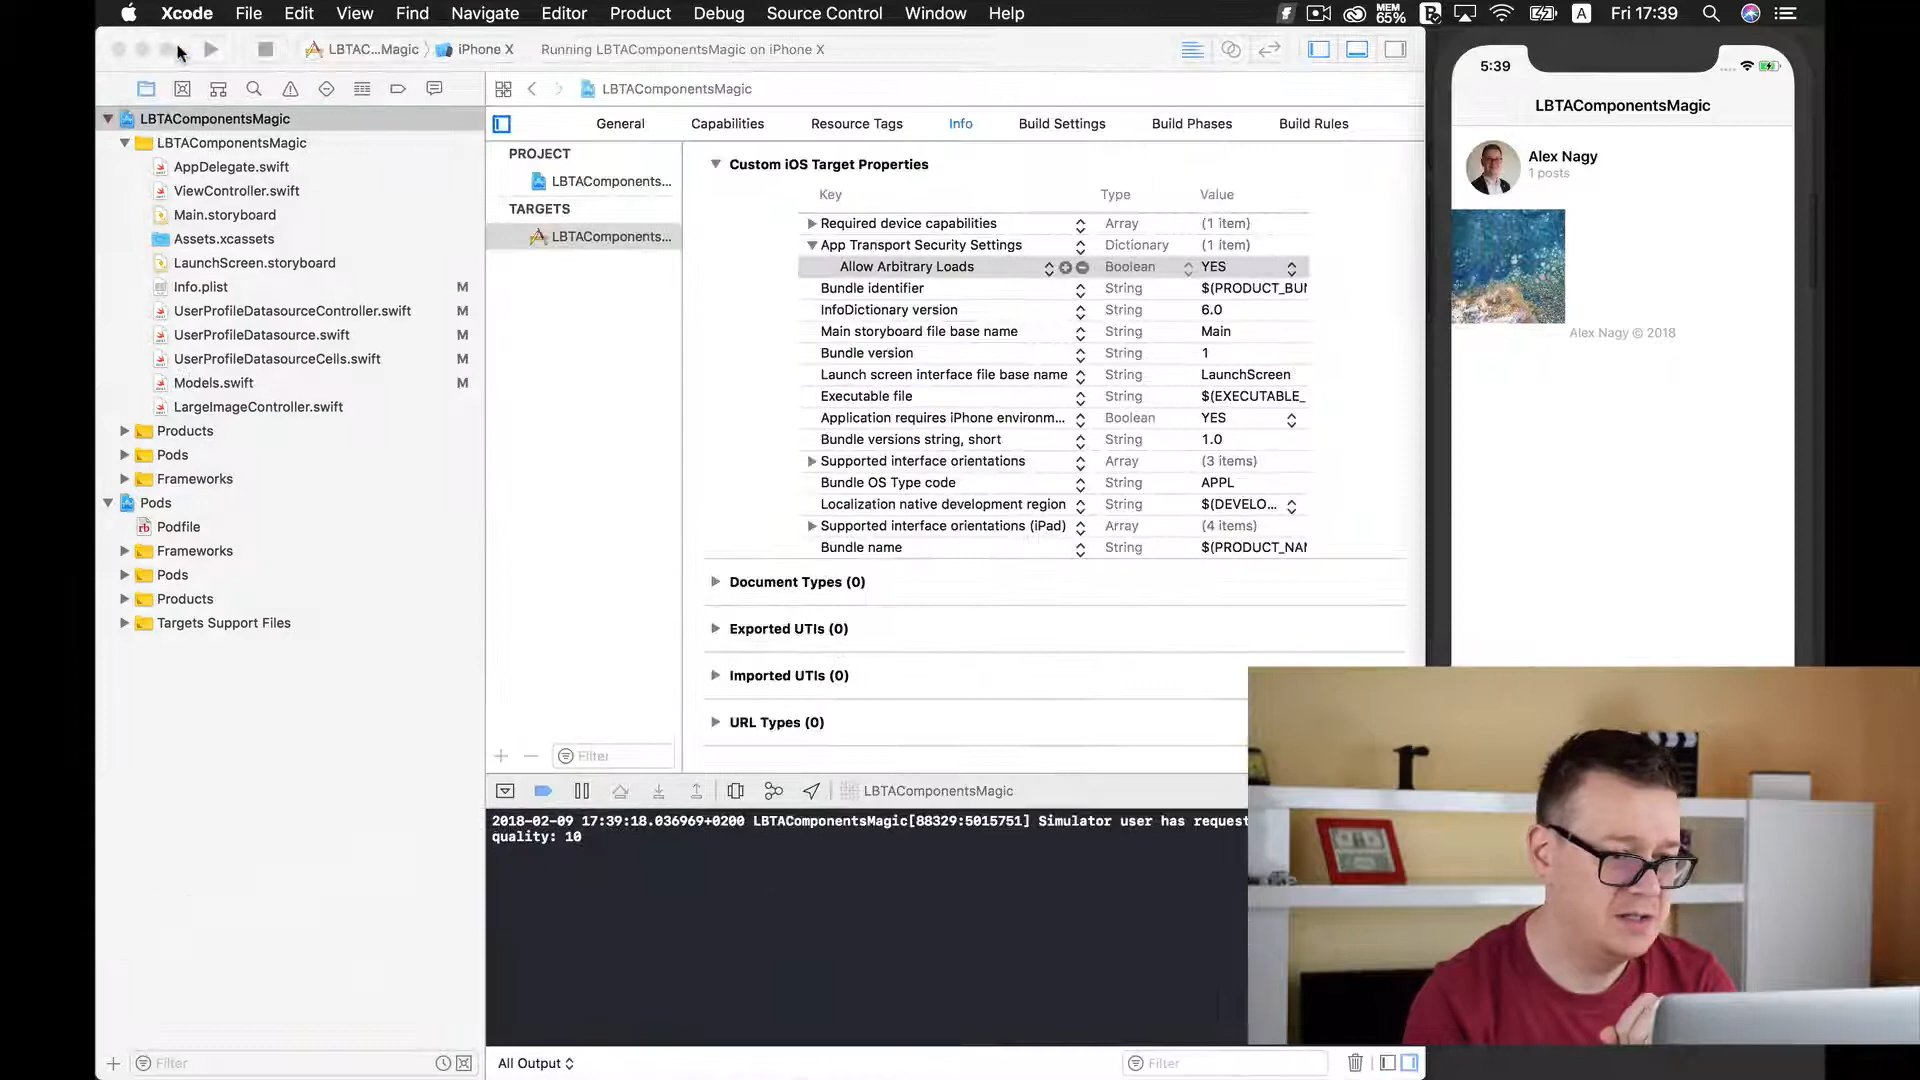 Xcode File Edit View Find Navigate Editor Product Debug Source Control Window Help MEM 65% A Fri 17:39
LBTAC...Magic iPhone X Running LBTAComponentsMagic on iPhone X
LBTAComponentsMagic
General Capabilities Resource Tags Info Build Settings Build Phases Build Rules
LBTAComponentsMagic
LBTAComponentsMagic
AppDelegate.swift
ViewController.swift
Main.storyboard
Assets.xcassets
LaunchScreen.storyboard
Info.plist M
UserProfileDatasourceController.swift M
UserProfileDatasource.swift M
UserProfileDatasourceCells.swift M
Models.swift M
LargeImageController.swift
Products
Pods
Frameworks
Pods
Podfile
Frameworks
Pods
Products
Targets Support Files
Filter
PROJECT
LBTAComponents...
TARGETS
LBTAComponents...
Filter
Custom iOS Target Properties
Key Type Value
Required device capabilities Array (1 item)
App Transport Security Settings Dictionary (1 item)
Allow Arbitrary Loads Boolean YES
Bundle identifier String $(PRODUCT_BUN
InfoDictionary version String 6.0
Main storyboard file base name String Main
Bundle version String 1
Launch screen interface file base name String LaunchScreen
Executable file String $(EXECUTABLE_
Application requires iPhone environm... Boolean YES
Bundle versions string, short String 1.0
Supported interface orientations Array (3 items)
Bundle OS Type code String APPL
Localization native development region String $(DEVELO...
Supported interface orientations (iPad) Array (4 items)
Bundle name String $(PRODUCT_NAM
Document Types (0)
Exported UTIs (0)
Imported UTIs (0)
URL Types (0)
LBTAComponentsMagic
2018-02-09 17:39:18.036969+0200 LBTAComponentsMagic[88329:5015751] Simulator user has request
quality: 10
All Output
Filter
5:39
LBTAComponentsMagic
Alex Nagy
1 posts
Alex Nagy © 2018